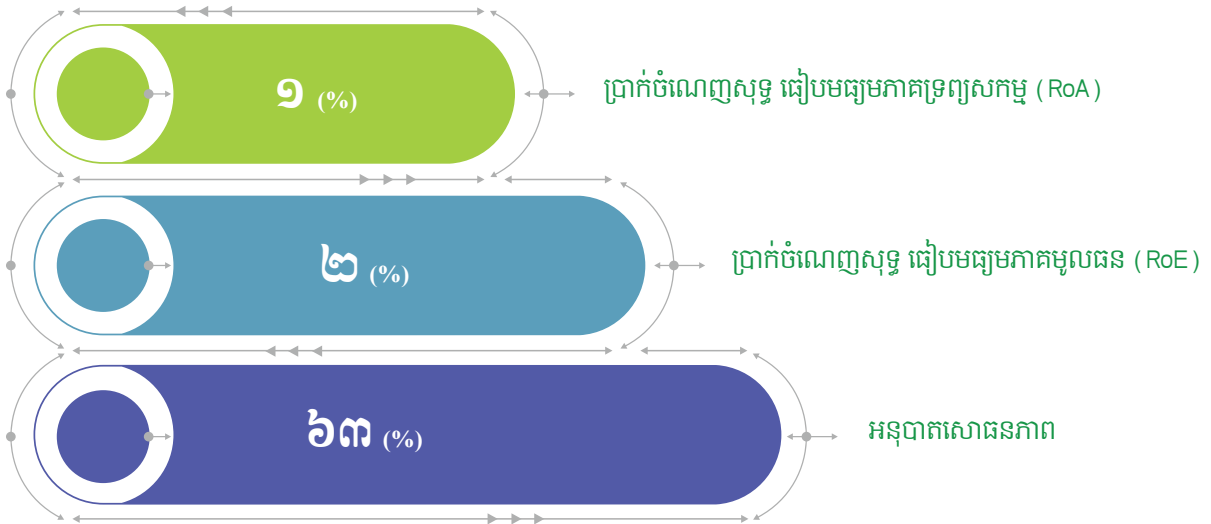 ១ (%)
ប្រាក់ចំណេញសុទ្ធ ធៀបមធ្យមភាគទ្រព្យសកម្ម (RoA)
២ (%)
ប្រាក់ចំណេញសុទ្ធ ធៀបមធ្យមភាគមូលធន (RoE)
៦៣ (%)
អនុបាតសោធនភាព